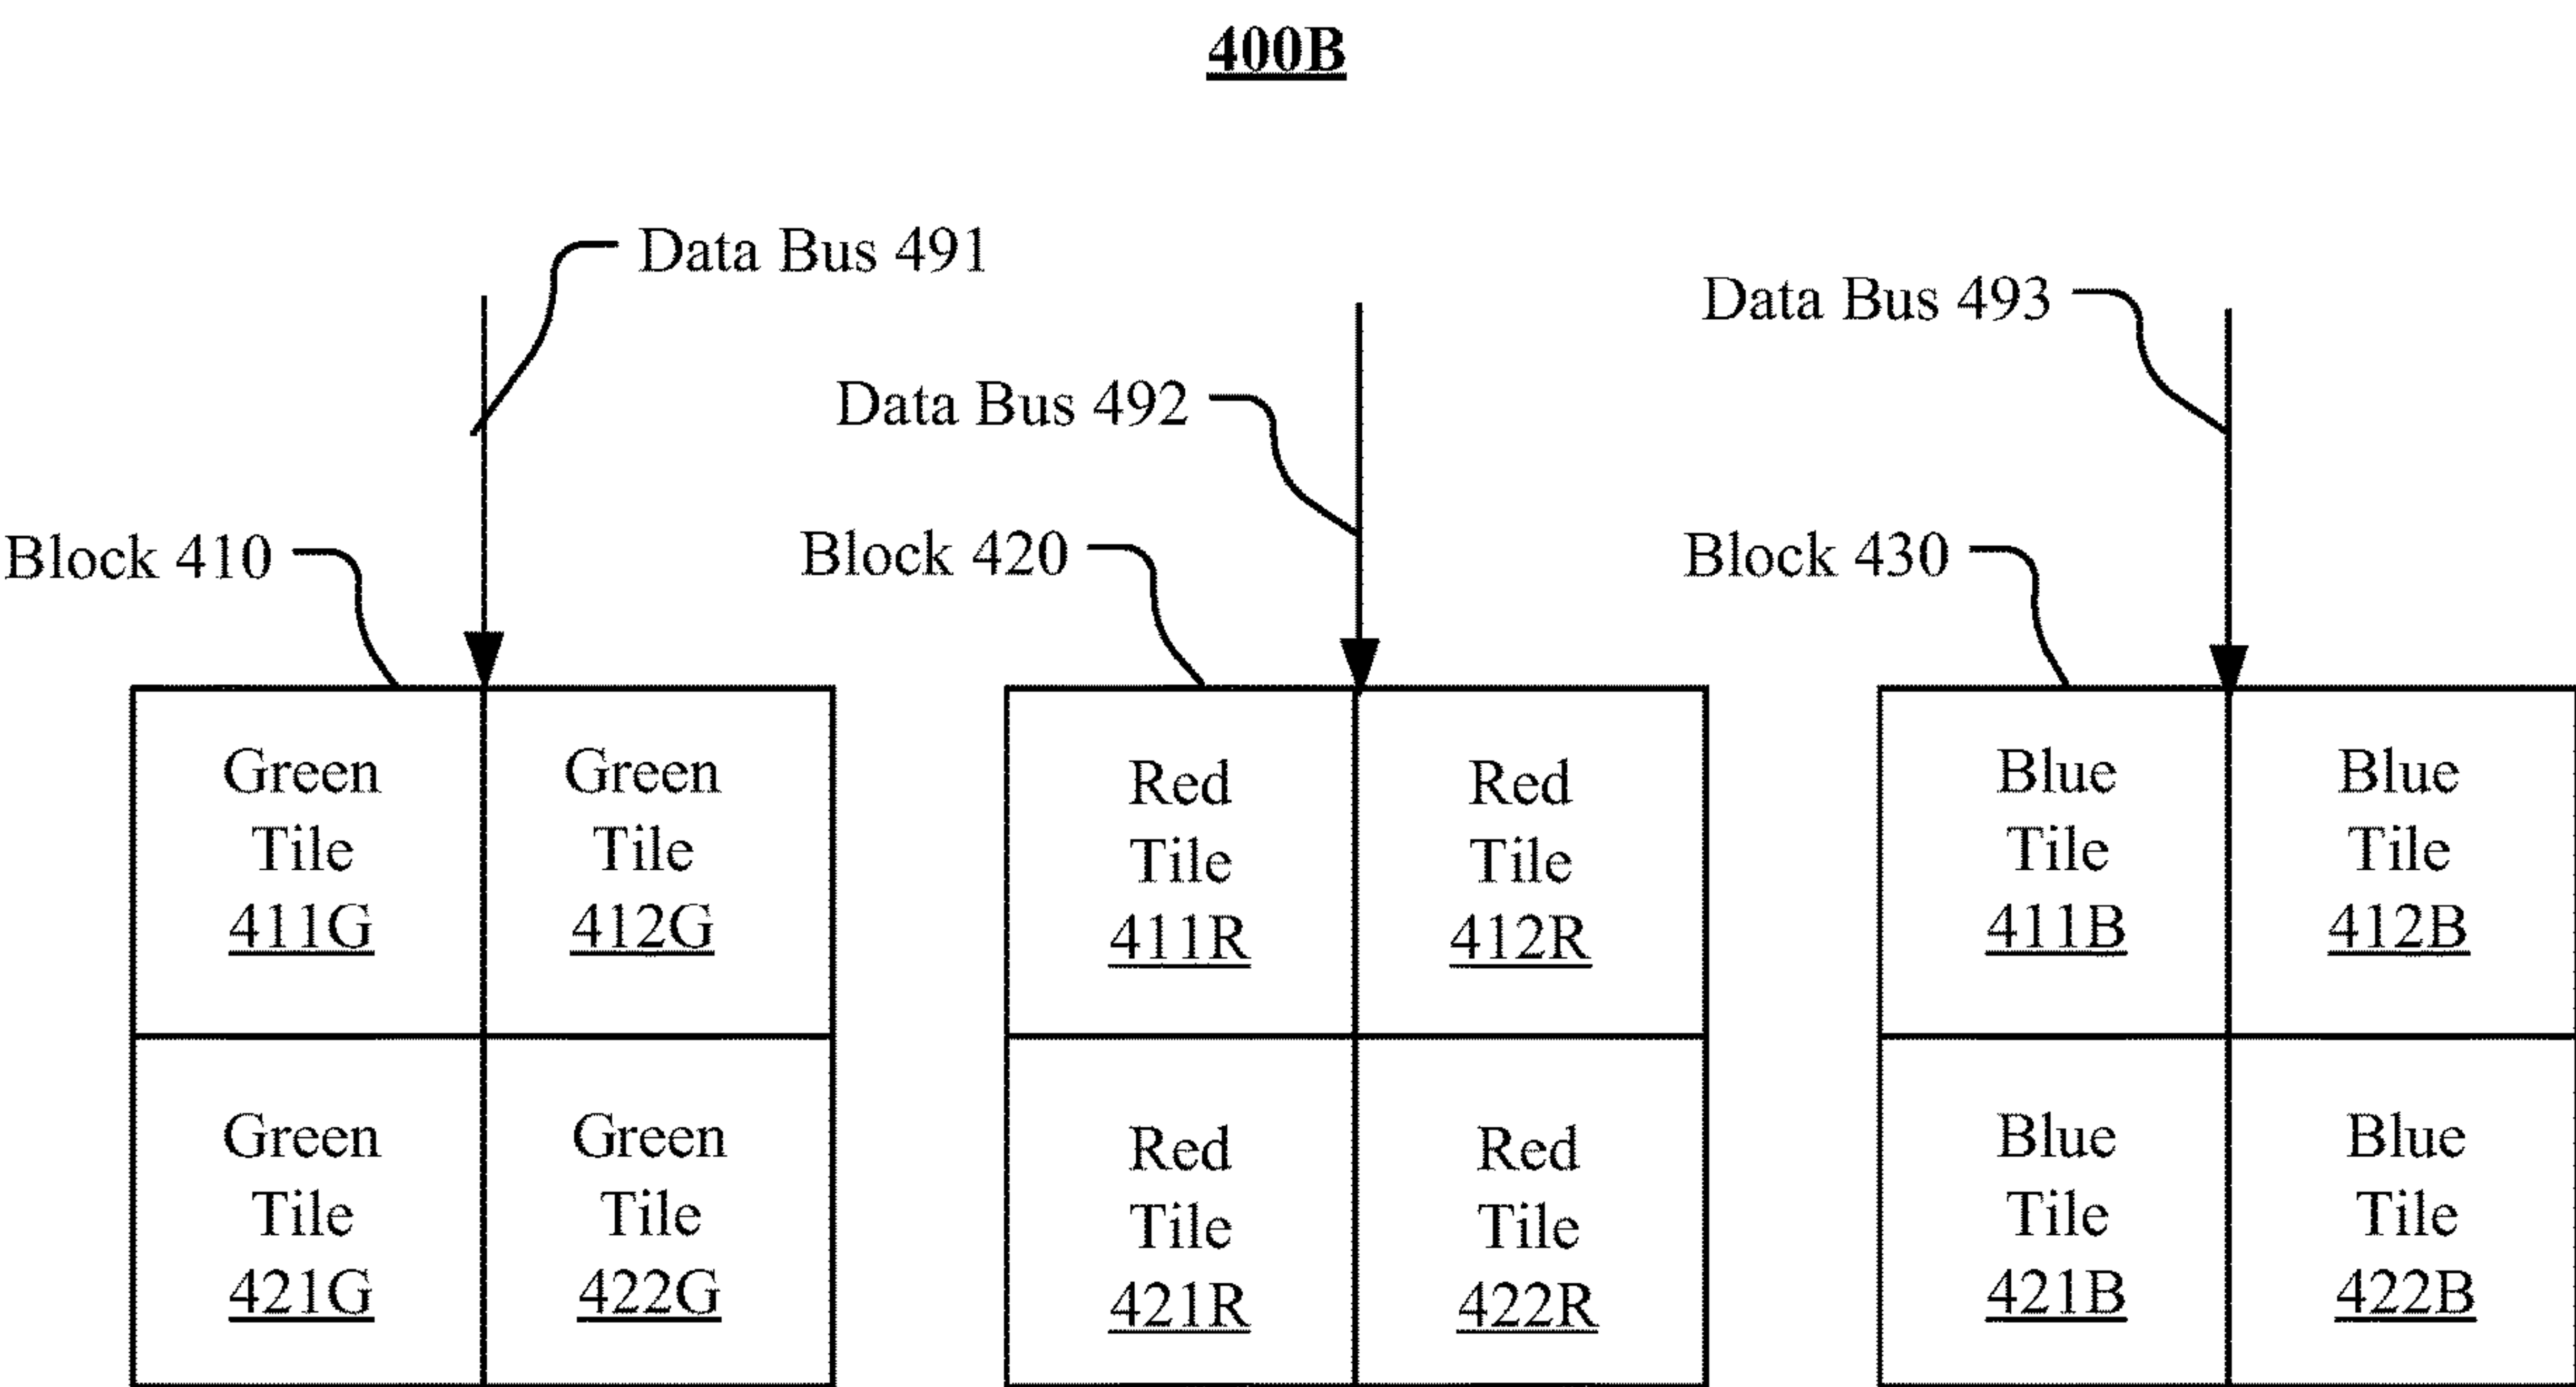 400B
Data Bus 491
Data Bus 493
Data Bus 492
Block 410
Block 420
Block 430
Green
Tile
411G
Green
Tile
412G
Red
Tile
411R
Red
Tile
412R
Blue
Tile
411B
Blue
Tile
412B
Green
Tile
421G
Green
Tile
422G
Red
Tile
421R
Red
Tile
422R
Blue
Tile
421B
Blue
Tile
422B